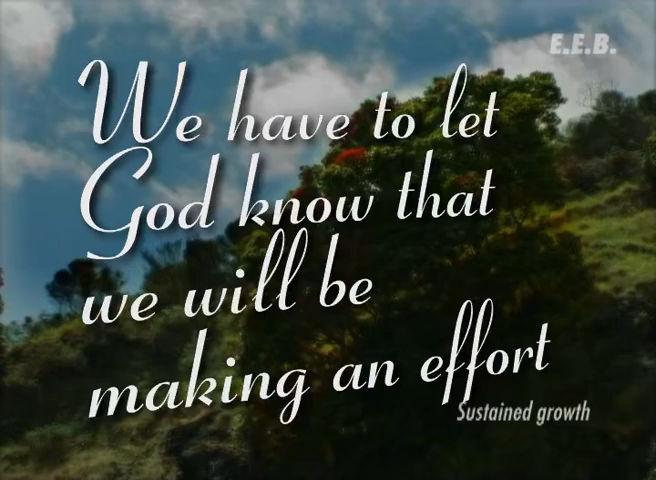 E.E.B.
We have to let
God know that
we will be
making an effort
Sustained growth